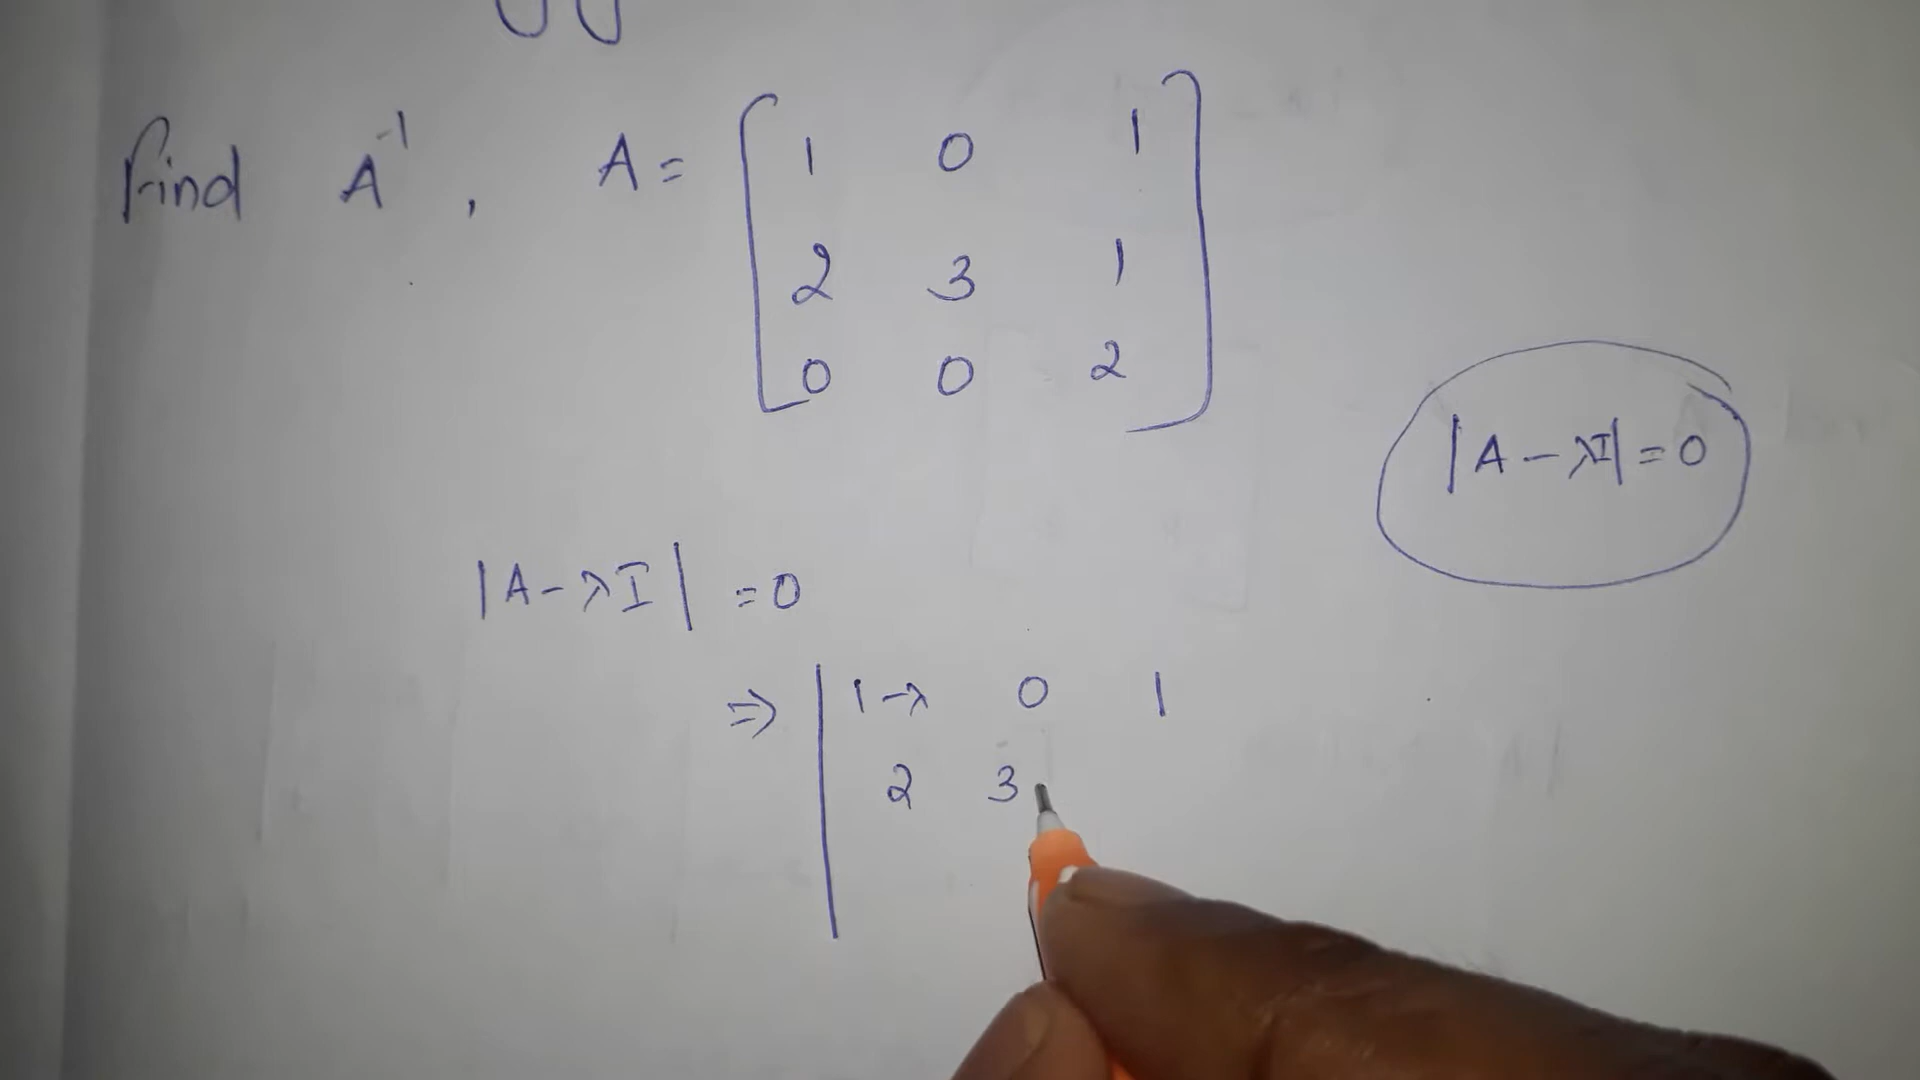 Find A⁻¹, A = [ 1 0 1
2 3 1
0 0 2 ]
|A - λI| = 0
|A - λI| = 0
⇒ | 1 - λ 0 1
2 3